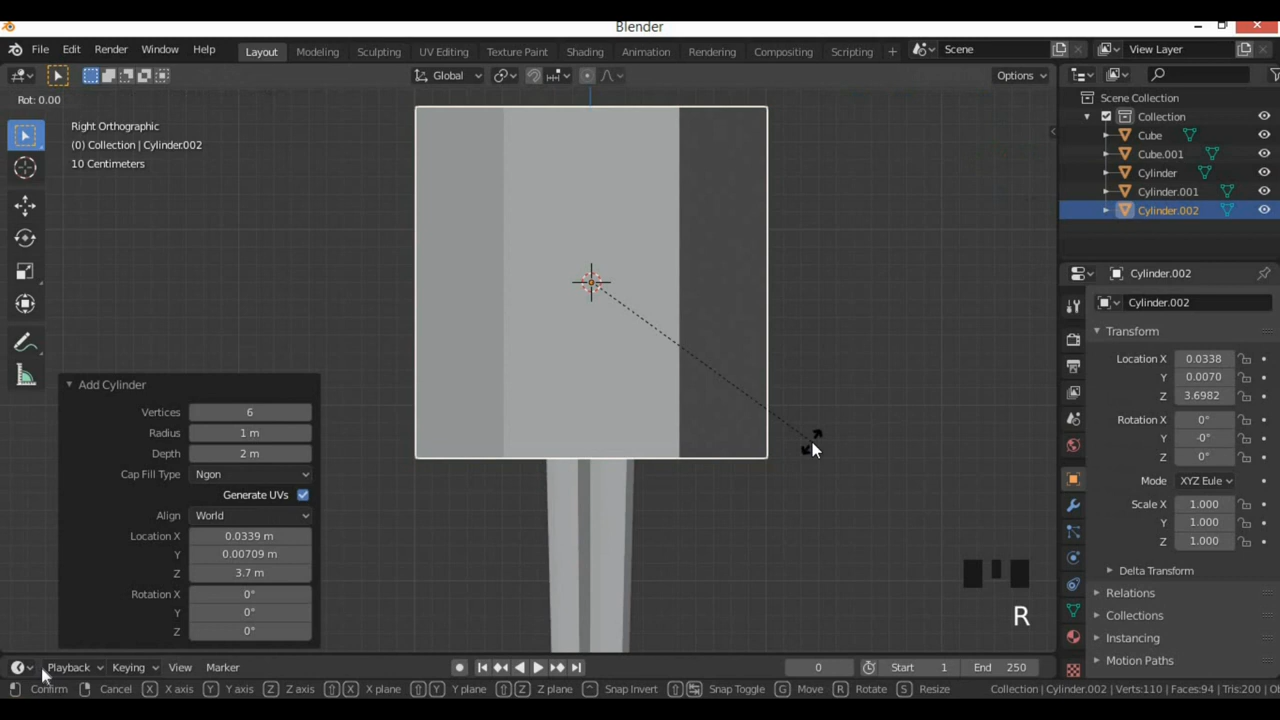 Blender
File Edit Render Window Help Layout Modeling Sculpting UV Editing Texture Paint Shading Animation Rendering Compositing Scripting + Scene View Layer
Global Options
Rot: 0.00
Right Orthographic
(0) Collection | Cylinder.002
10 Centimeters
Add Cylinder
Vertices 6
Radius 1 m
Depth 2 m
Cap Fill Type Ngon
Generate UVs
Align World
Location X 0.0339 m
Y 0.00709 m
Z 3.7 m
Rotation X 0°
Y 0°
Z 0°
R
Scene Collection
Collection
Cube
Cube.001
Cylinder
Cylinder.001
Cylinder.002
Cylinder.002
Cylinder.002
Transform
Location X 0.0338
Y 0.0070
Z 3.6982
Rotation X 0°
Y -0°
Z 0°
Mode XYZ Eule
Scale X 1.000
Y 1.000
Z 1.000
Delta Transform
Relations
Collections
Instancing
Motion Paths
Playback Keying View Marker 0 Start 1 End 250
Confirm Cancel X X axis Y Y axis Z Z axis X X plane Y Y plane Z Z plane Snap Invert Snap Toggle G Move R Rotate S Resize Collection | Cylinder.002 | Verts:110 | Faces:94 | Tris:200 | Ob